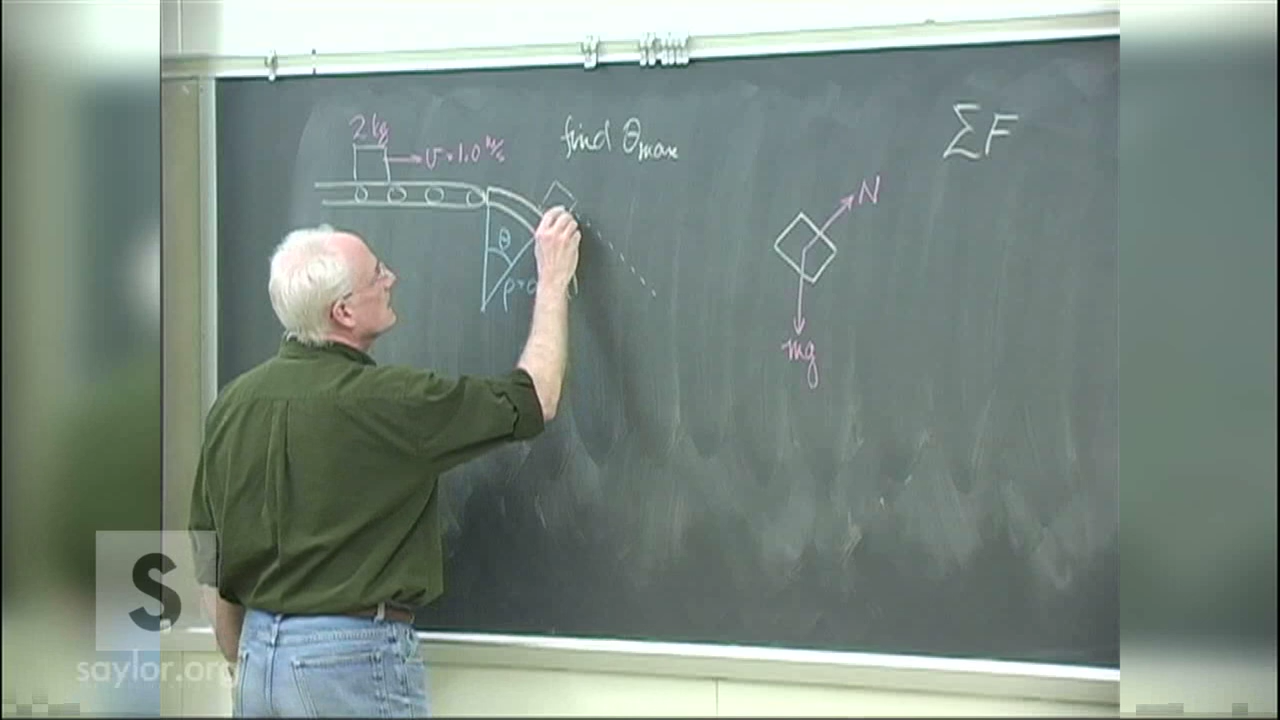 2kg
v = 1.0 m/s
find θmax
ΣF
N
θ
ρ =
mg
S
saylor.org